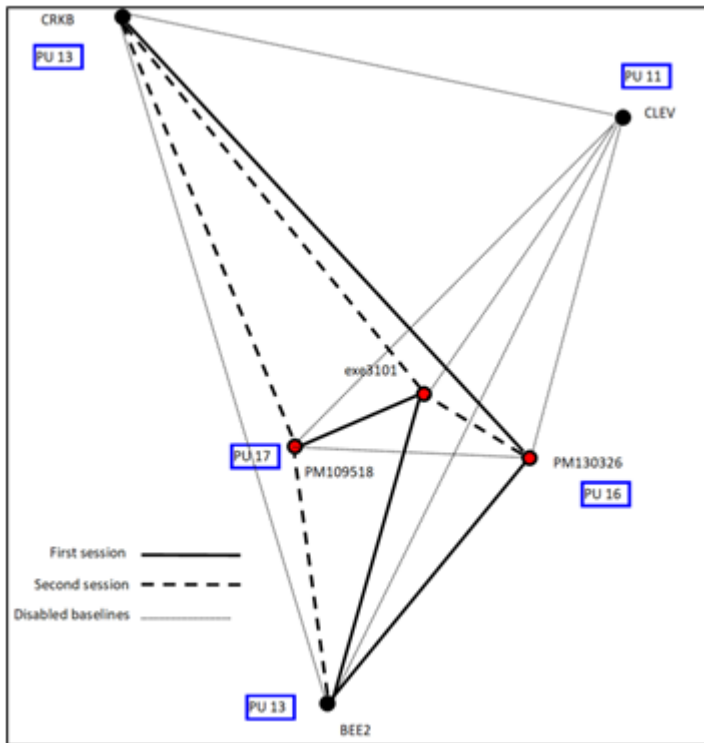 CRKB
PU 13
PU 11
CLEV
exo3101
PU 17
PM109518
PM130326
PU 16
First session
Second session
Disabled baselines
PU 13
BEE2